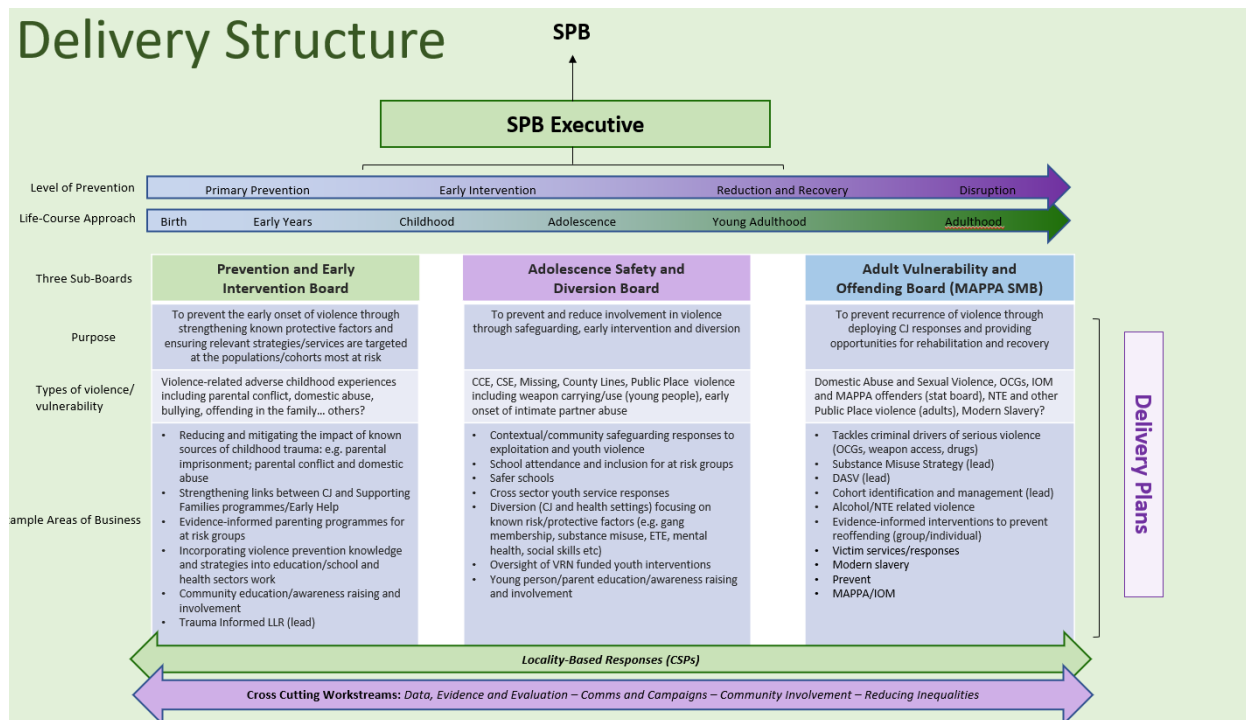 Delivery Structure
SPB
SPB Executive
Level of Prevention
Primary Prevention
Early Intervention
Reduction and Recovery
Disruption
Life-Course Approach
Birth
Early Years
Childhood
Adolescence
Young Adulthood
Adulthood
Three Sub-Boards
Prevention and Early
Intervention Board
Adolescence Safety and
Diversion Board
Adult Vulnerability and
Offending Board (MAPPA SMB)
Purpose
To prevent the early onset of violence through
strengthening known protective factors and
ensuring relevant strategies/services are targeted
at the populations/cohorts most at risk
To prevent and reduce involvement in violence
through safeguarding, early intervention and diversion
To prevent recurrence of violence through
deploying CJ responses and providing
opportunities for rehabilitation and recovery
Types of violence/
vulnerability
Violence-related adverse childhood experiences
including parental conflict, domestic abuse,
bullying, offending in the family... others?
CCE, CSE, Missing, County Lines, Public Place violence
including weapon carrying/use (young people), early
onset of intimate partner abuse
Domestic Abuse and Sexual Violence, OCGs, IOM
and MAPPA offenders (stat board), NTE and other
Public Place violence (adults), Modern Slavery?
ample Areas of Business
• Reducing and mitigating the impact of known
sources of childhood trauma: e.g. parental
imprisonment; parental conflict and domestic
abuse
• Strengthening links between CJ and Supporting
Families programmes/Early Help
• Evidence-informed parenting programmes for
at risk groups
• Incorporating violence prevention knowledge
and strategies into education/school and
health sectors work
• Community education/awareness raising and
involvement
• Trauma Informed LLR (lead)
• Contextual/community safeguarding responses to
exploitation and youth violence
• School attendance and inclusion for at risk groups
• Safer schools
• Cross sector youth service responses
• Diversion (CJ and health settings) focusing on
known risk/protective factors (e.g. gang
membership, substance misuse, ETE, mental
health, social skills etc)
• Oversight of VRN funded youth interventions
• Young person/parent education/awareness raising
and involvement
• Tackles criminal drivers of serious violence
(OCGs, weapon access, drugs)
• Substance Misuse Strategy (lead)
• DASV (lead)
• Cohort identification and management (lead)
• Alcohol/NTE related violence
• Evidence-informed interventions to prevent
reoffending (group/individual)
• Victim services/responses
• Modern slavery
• Prevent
• MAPPA/IOM
Delivery Plans
Locality-Based Responses (CSPs)
Cross Cutting Workstreams: Data, Evidence and Evaluation – Comms and Campaigns – Community Involvement – Reducing Inequalities